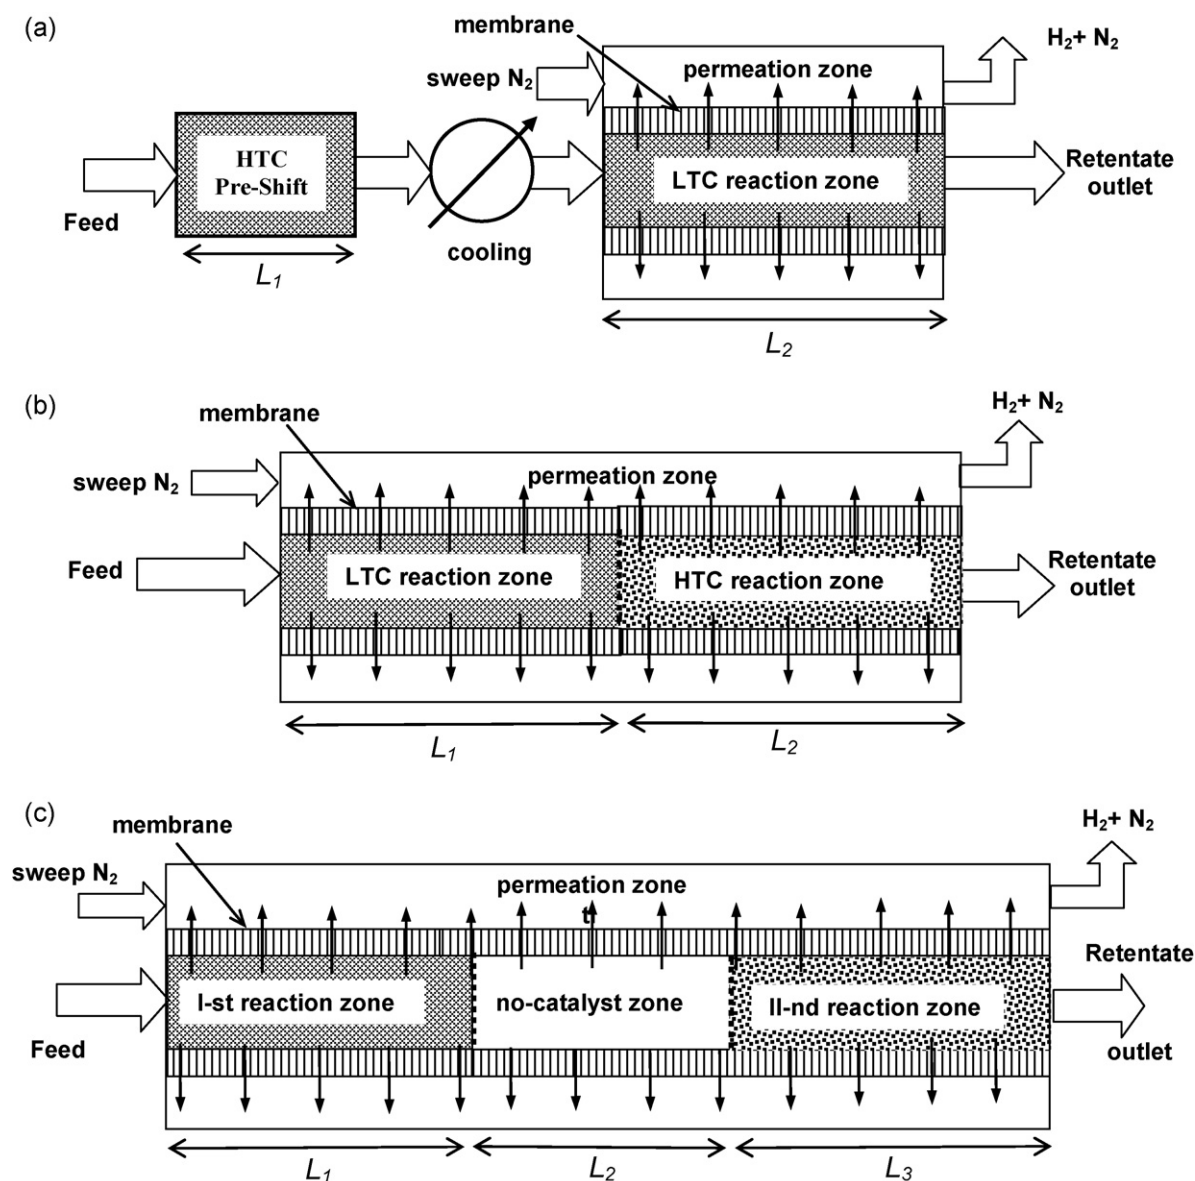 (a)
membrane
H₂+ N₂
sweep N₂
permeation zone
HTC
Pre-Shift
LTC reaction zone
Retentate
outlet
Feed
cooling
L₁
L₂
(b)
membrane
H₂+ N₂
sweep N₂
permeation zone
Feed
LTC reaction zone
HTC reaction zone
Retentate
outlet
L₁
L₂
(c)
membrane
H₂+ N₂
sweep N₂
permeation zone
t
Retentate
I-st reaction zone
no-catalyst zone
II-nd reaction zone
Feed
outlet
L₁
L₂
L₃